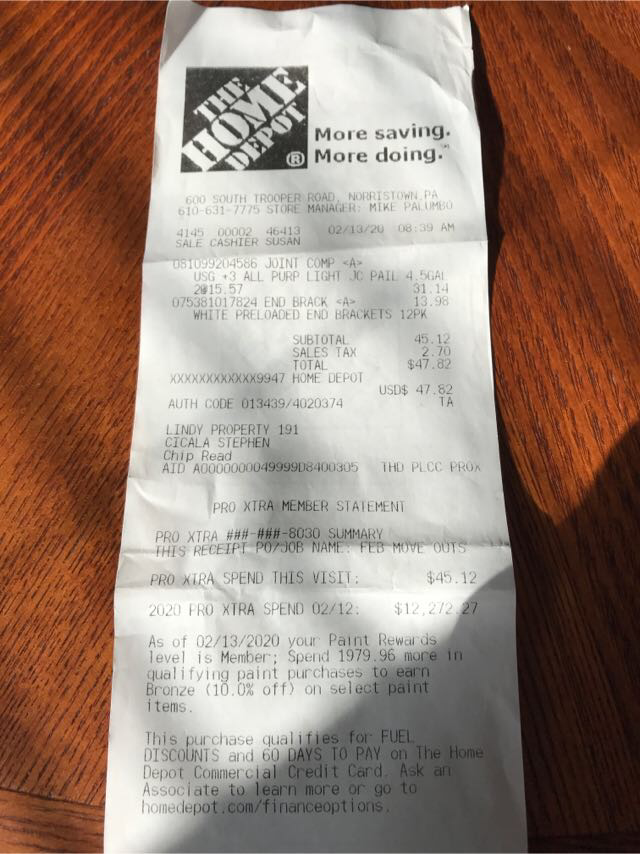 THE
HOME
DEPOT
®
More saving.
More doing.
600 SOUTH TROOPER ROAD, NORRISTOWN,PA
610-631-7775 STORE MANAGER: MIKE PALUMBO
4145 00002 46413 02/13/20 08:39 AM
SALE CASHIER SUSAN
081099204586 JOINT COMP <A>
USG +3 ALL PURP LIGHT JC PAIL 4.5GAL
2@15.57 31.14
075381017824 END BRACK <A> 13.98
WHITE PRELOADED END BRACKETS 12PK
SUBTOTAL 45.12
SALES TAX 2.70
TOTAL $47.82
XXXXXXXXXXXX9947 HOME DEPOT
USD$ 47.82
AUTH CODE 013439/4020374 TA
LINDY PROPERTY 191
CICALA STEPHEN
Chip Read
AID A0000000049999D8400305 THD PLCC PROX
PRO XTRA MEMBER STATEMENT
PRO XTRA ###-###-8030 SUMMARY
THIS RECEIPT PO/JOB NAME: FEB MOVE OUTS
PRO XTRA SPEND THIS VISIT: $45.12
2020 PRO XTRA SPEND 02/12: $12,272.27
As of 02/13/2020 your Paint Rewards
level is Member; Spend 1979.96 more in
qualifying paint purchases to earn
Bronze (10.0% off) on select paint
items.
This purchase qualifies for FUEL
DISCOUNTS and 60 DAYS TO PAY on The Home
Depot Commercial Credit Card. Ask an
Associate to learn more or go to
homedepot.com/financeoptions.